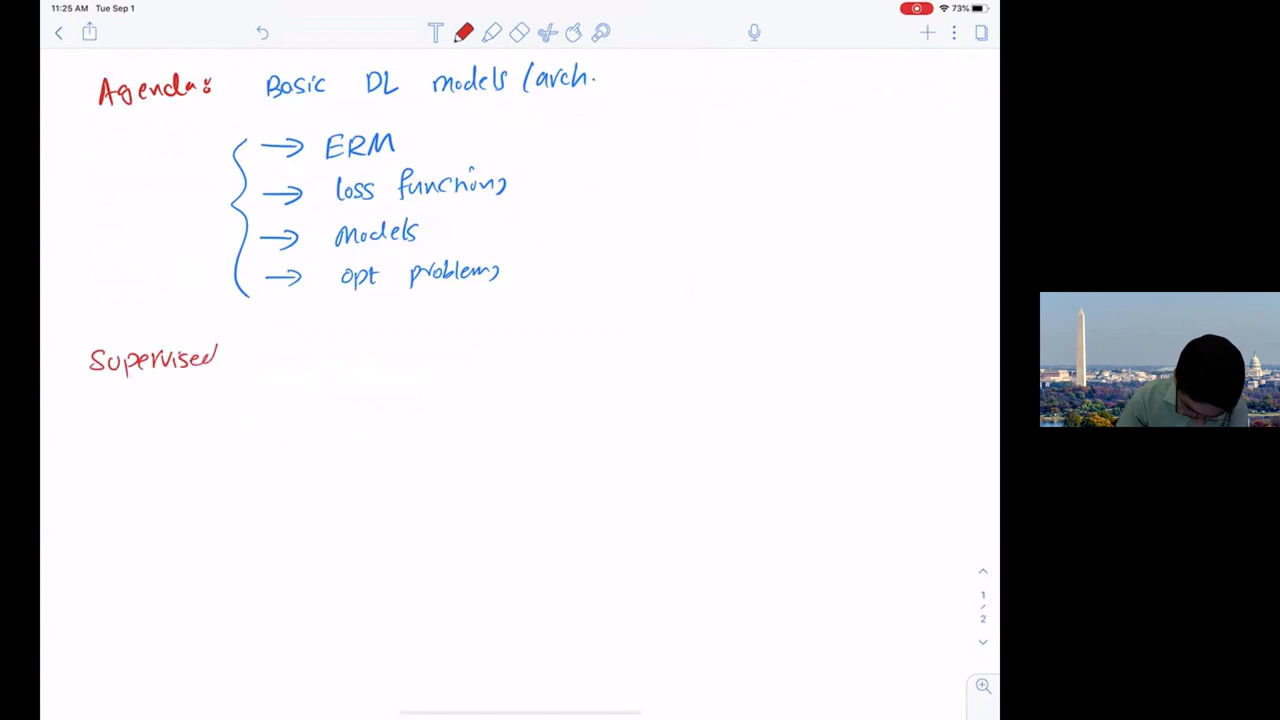 11:25 AM Tue Sep 1
73%
Agenda: Basic DL models / arch.
→ ERM
→ loss functions
→ models
→ opt problems
Supervised
1
/
2